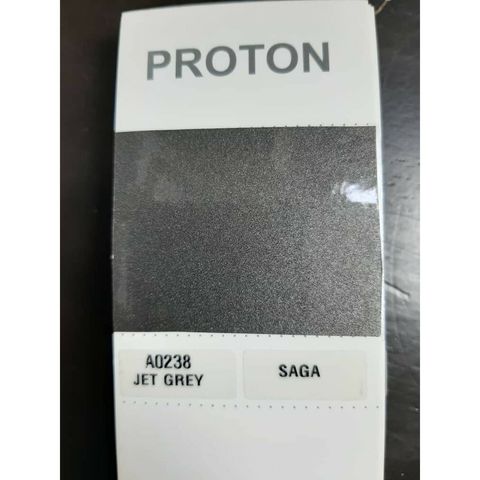 PROTON
A0238
JET GREY
SAGA